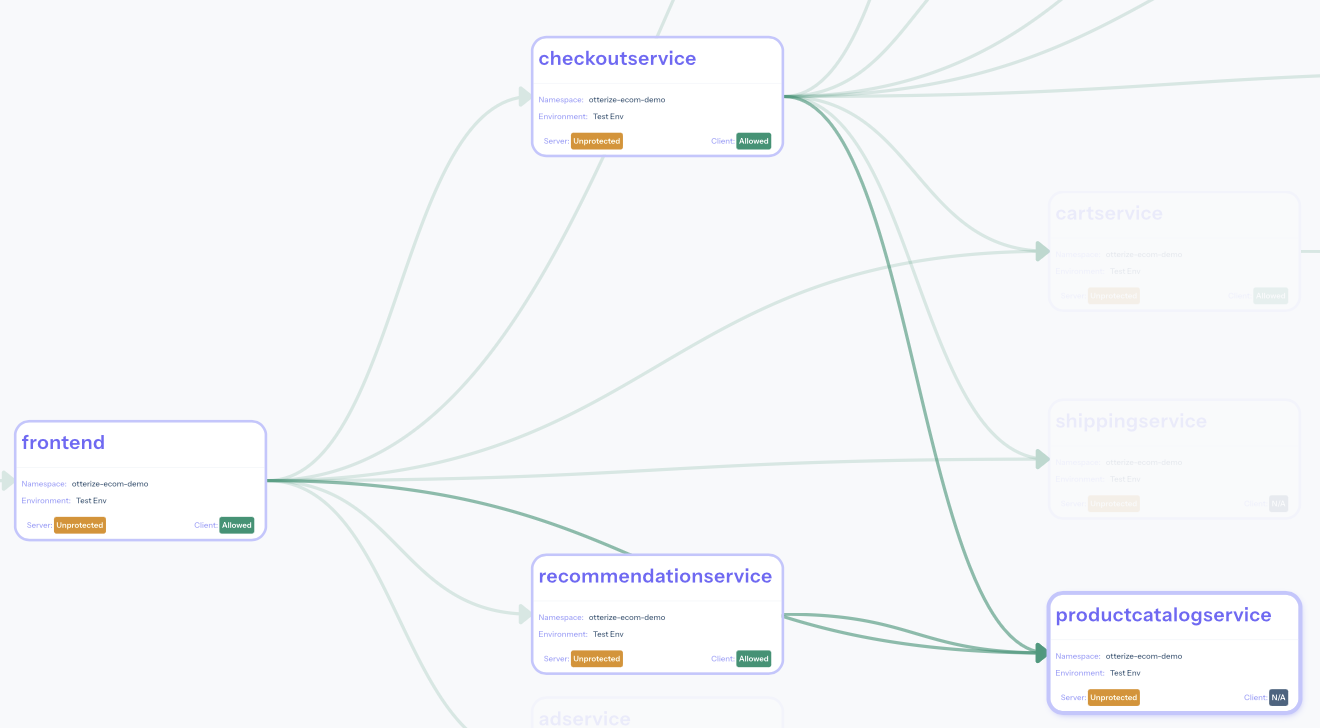 checkoutservice
Namespace: otterize-ecom-demo
Environment: Test Env
Server: Unprotected Client: Allowed
cartservice
Namespace: otterize-ecom-demo
Environment: Test Env
Server: Unprotected Client: Allowed
frontend
Namespace: otterize-ecom-demo
Environment: Test Env
Server: Unprotected Client: Allowed
shippingservice
Namespace: otterize-ecom-demo
Environment: Test Env
Server: Unprotected Client: N/A
recommendationservice
Namespace: otterize-ecom-demo
Environment: Test Env
Server: Unprotected Client: Allowed
productcatalogservice
Namespace: otterize-ecom-demo
Environment: Test Env
Server: Unprotected Client: N/A
adservice